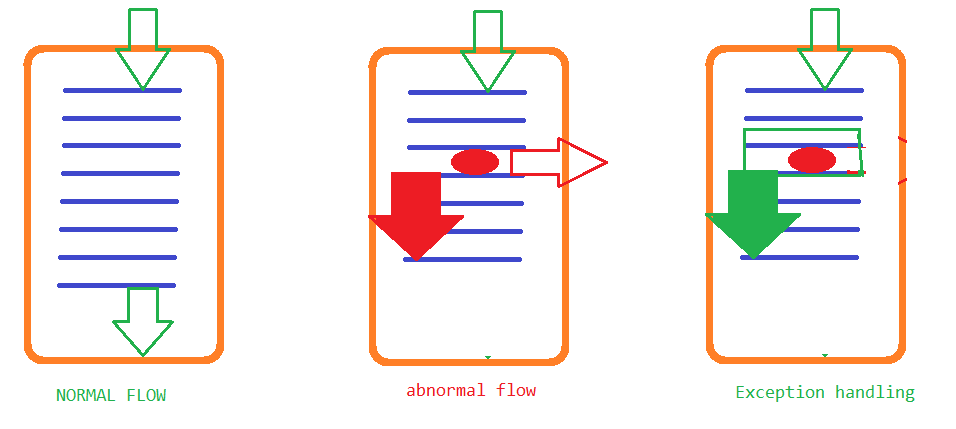 NORMAL FLOW
abnormal flow
Exception handling